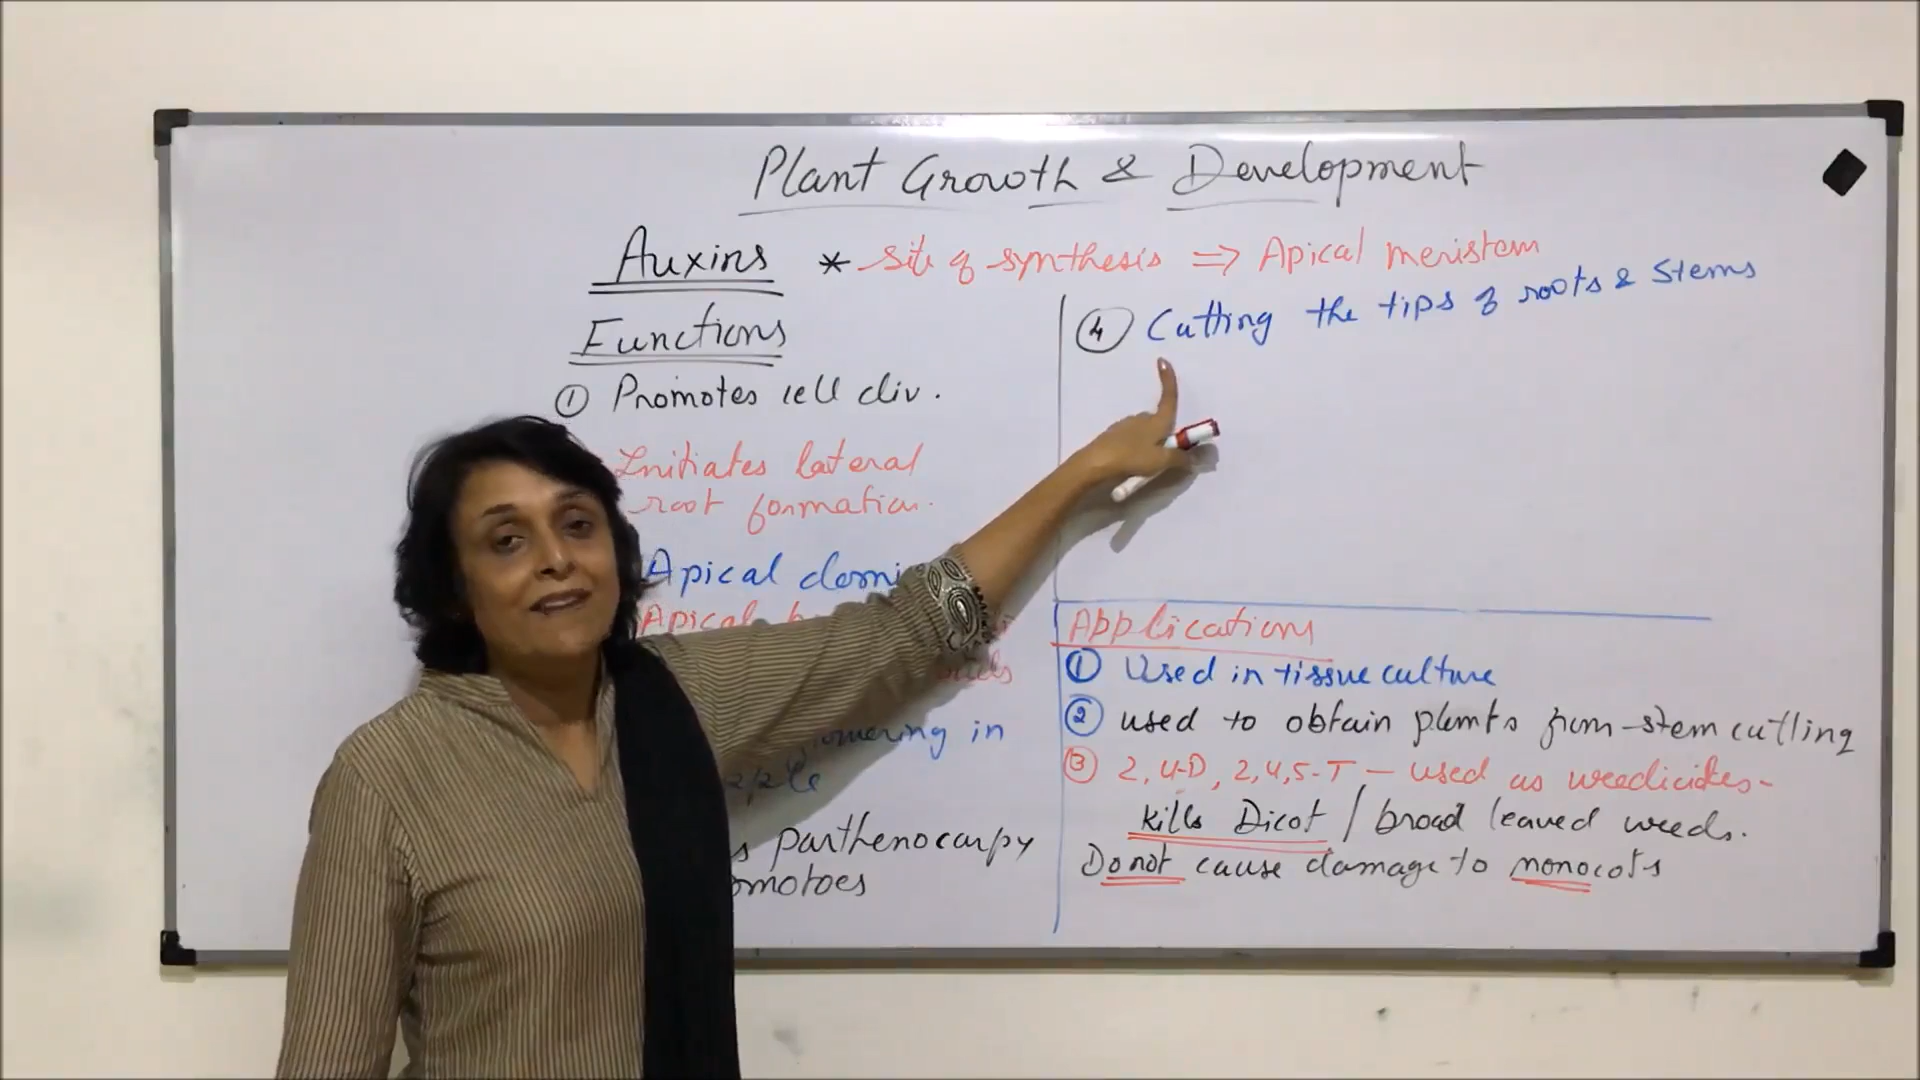 Plant Growth & Development
Auxins * site of synthesis ⇒ Apical meristem
Functions
① Promotes cell div.
Initiates lateral
root formation.
Apical domi
Apical
in
④ Cutting the tips of roots & Stems
Applications
① Used in tissue culture
② used to obtain plants from stem cutting
③ 2,4-D, 2,4,5-T – used as weedicides-
kills Dicot / broad leaved weeds.
Do not cause damage to monocots
parthenocarpy
omotoes